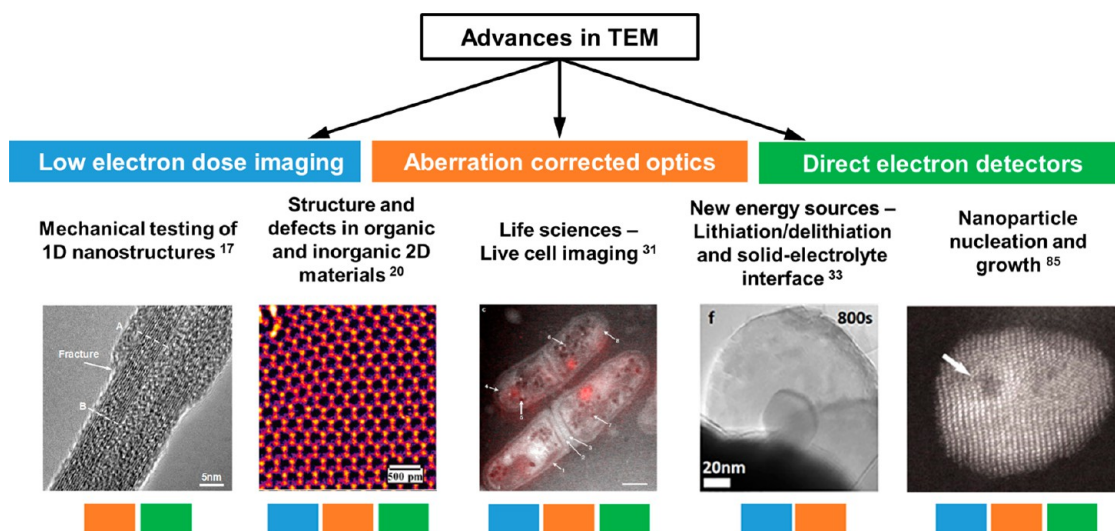 Advances in TEM
Low electron dose imaging
Aberration corrected optics
Direct electron detectors
Mechanical testing of
1D nanostructures 17
Structure and
defects in organic
and inorganic 2D
materials 20
Life sciences –
Live cell imaging 31
New energy sources –
Lithiation/delithiation
and solid-electrolyte
interface 33
Nanoparticle
nucleation and
growth 85
A
Fracture
B
5nm
500 pm
c
f
800s
20nm